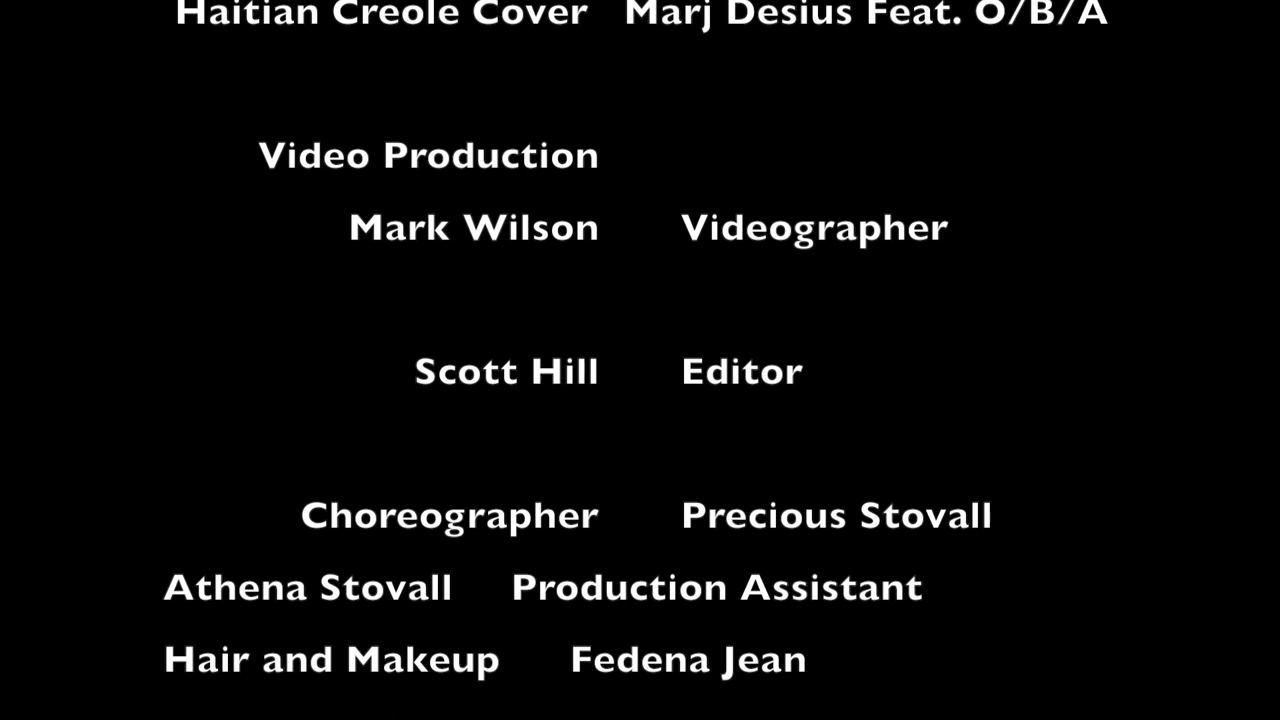 Haitian Creole Cover Marj Desius Feat. O/B/A
Video Production
Mark Wilson Videographer
Scott Hill Editor
Choreographer Precious Stovall
Athena Stovall Production Assistant
Hair and Makeup Fedena Jean